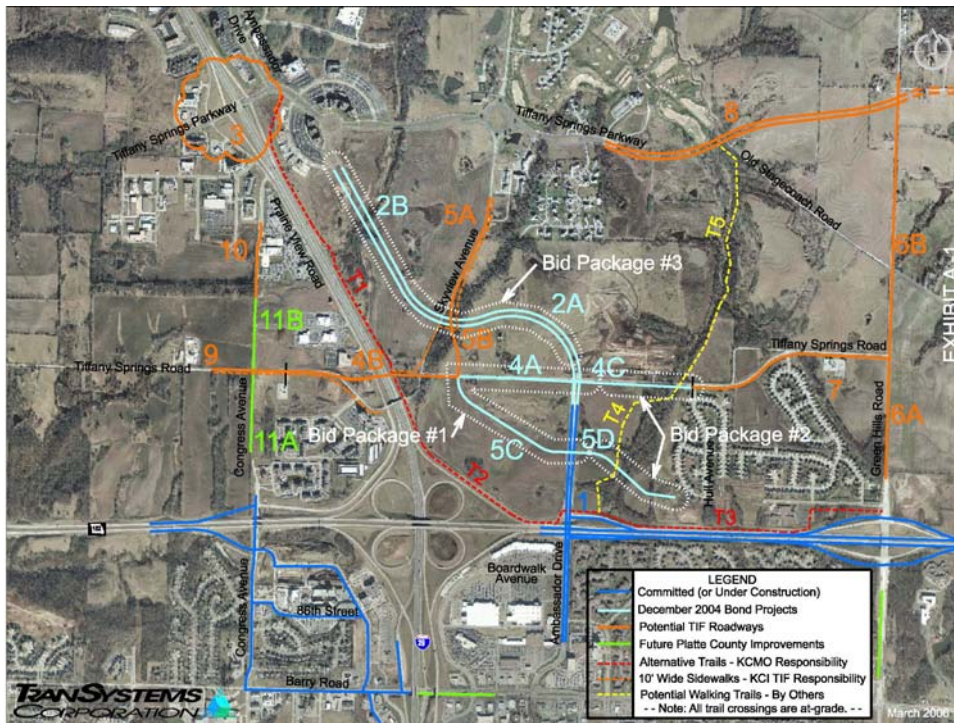 Ambassador
Drive
Tiffany Springs Parkway
3
2B
Prairie View Road
T1
10
11B
9
Tiffany Springs Road
4B
Congress Avenue
11A
5A
Skyview Avenue
Bid Package #3
2A
5B
4A
4C
Bid Package #1
5C
5D
T4
Bid Package #2
Tiffany Springs Parkway
8
Old Stagecoach Road
T5
6B
EXHIBIT A-1
Tiffany Springs Road
7
6A
Green Hills Road
Hull Avenue
T2
1
T3
Boardwalk
Avenue
Ambassador Drive
Congress Avenue
86th Street
Barry Road
LEGEND
Committed (or Under Construction)
December 2004 Bond Projects
Potential TIF Roadways
Future Platte County Improvements
Alternative Trails - KCMO Responsibility
10' Wide Sidewalks - KCI TIF Responsibility
Potential Walking Trails - By Others
- - Note: All trail crossings are at-grade. - -
TRANSYSTEMS
CORPORATION
March 2006